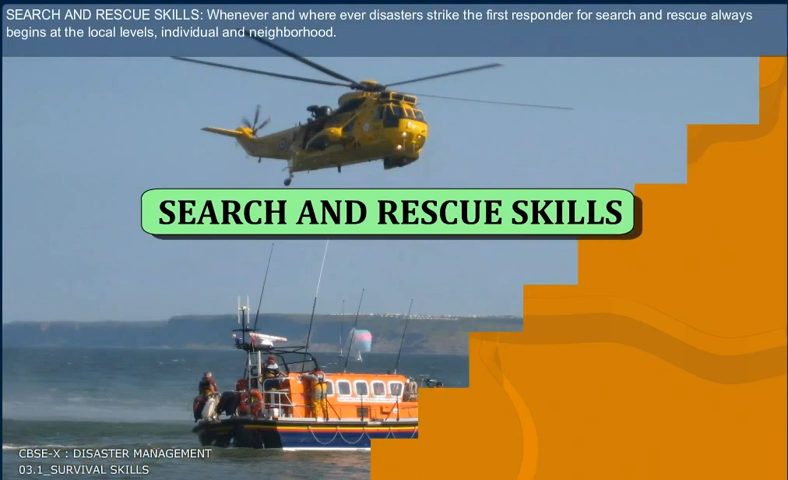 SEARCH AND RESCUE SKILLS: Whenever and where ever disasters strike the first responder for search and rescue always
begins at the local levels, individual and neighborhood.
SEARCH AND RESCUE SKILLS
CBSE-X : DISASTER MANAGEMENT
03.1_SURVIVAL SKILLS